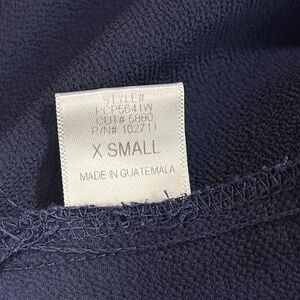 STYLE#
PCP5641W
CUT# 5880
R/N# 102711
X SMALL
MADE IN GUATEMALA